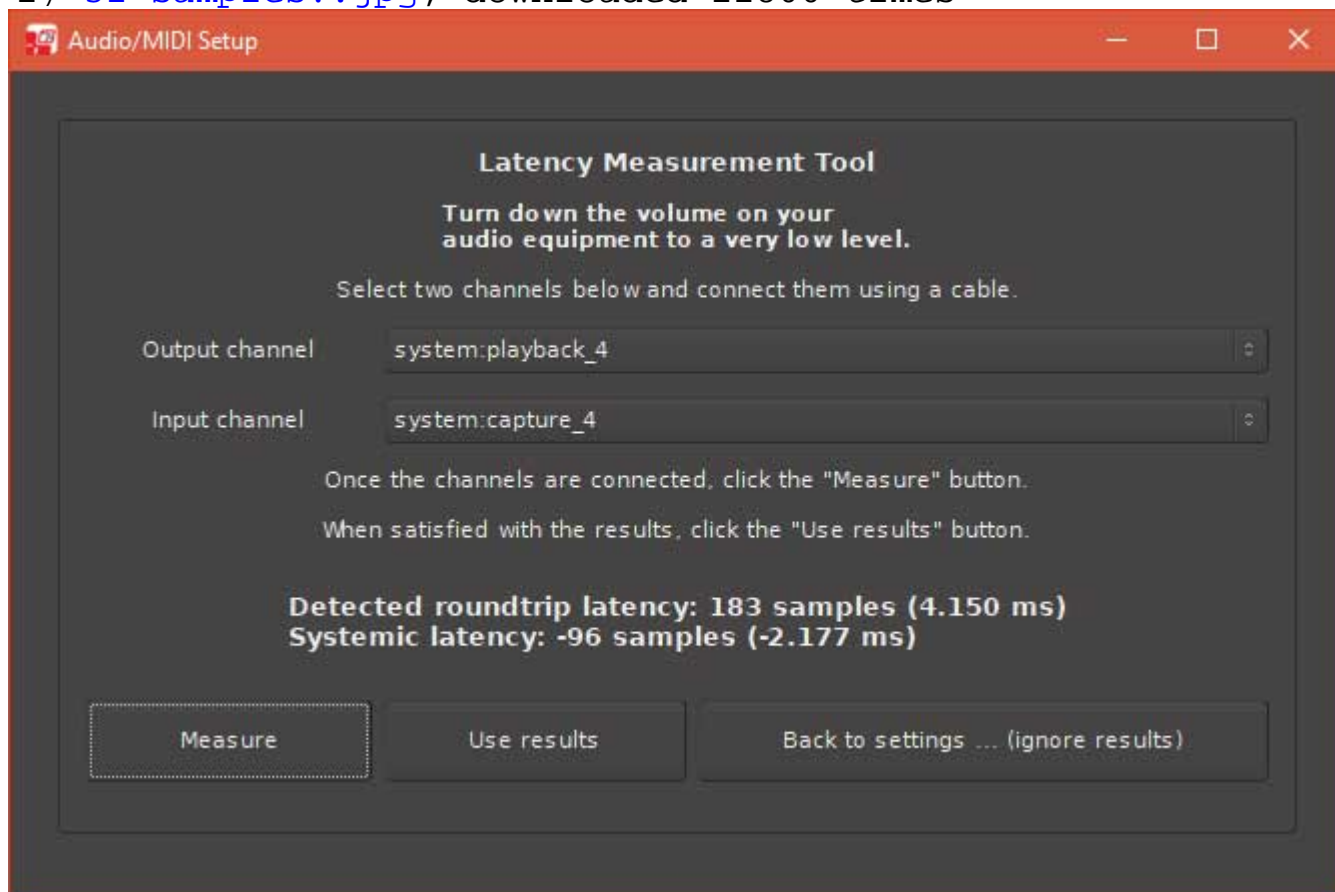 Audio/MIDI Setup
Latency Measurement Tool
Turn down the volume on your
audio equipment to a very low level.
Select two channels below and connect them using a cable.
Output channel system:playback_4
Input channel system:capture_4
Once the channels are connected, click the "Measure" button.
When satisfied with the results, click the "Use results" button.
Detected roundtrip latency: 183 samples (4.150 ms)
Systemic latency: -96 samples (-2.177 ms)
Measure Use results Back to settings ... (ignore results)